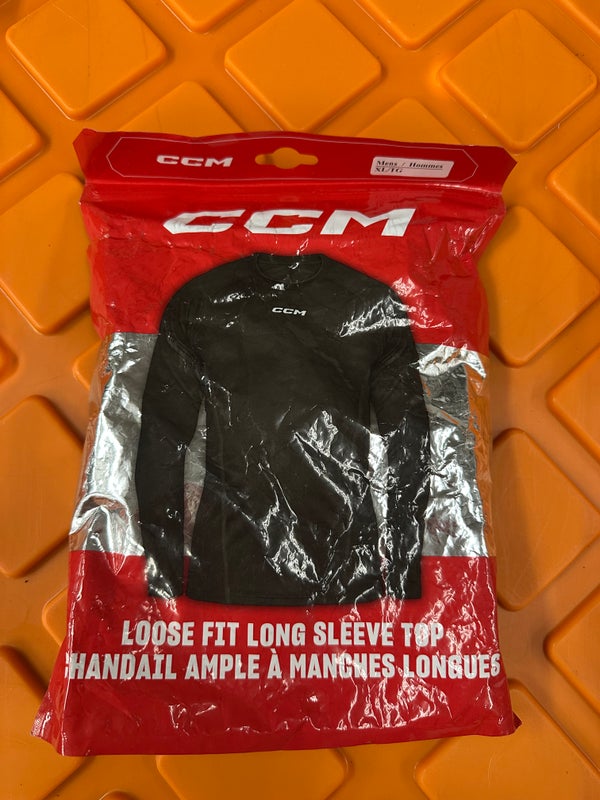 CCM
Mens / Hommes
XL/TG
CCM
CCM
LOOSE FIT LONG SLEEVE TOP
CHANDAIL AMPLE À MANCHES LONGUES